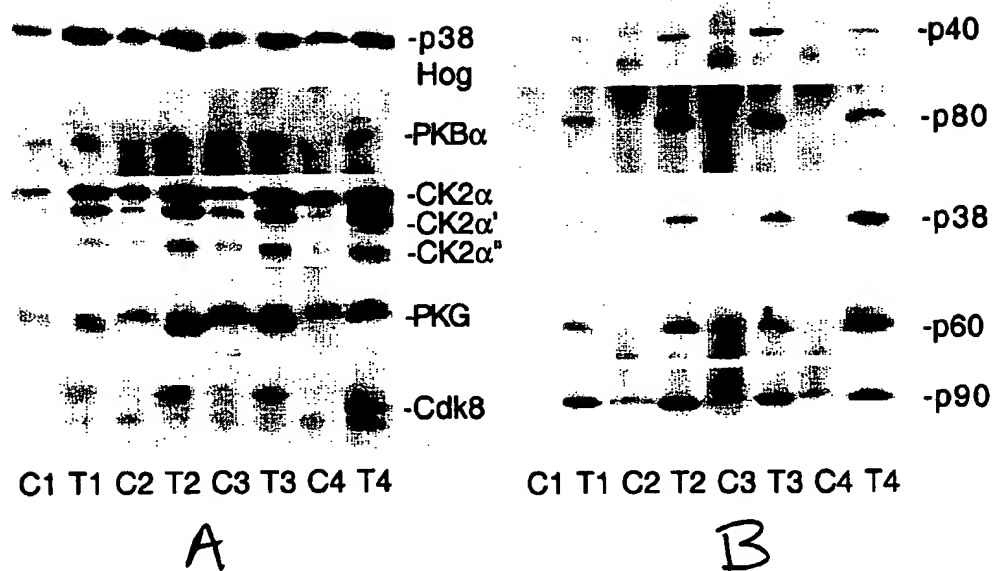 -p38
Hog
-PKBα
-CK2α
-CK2α'
-CK2α"
-PKG
-Cdk8
C1 T1 C2 T2 C3 T3 C4 T4
A
-p40
-p80
-p38
-p60
-p90
C1 T1 C2 T2 C3 T3 C4 T4
B